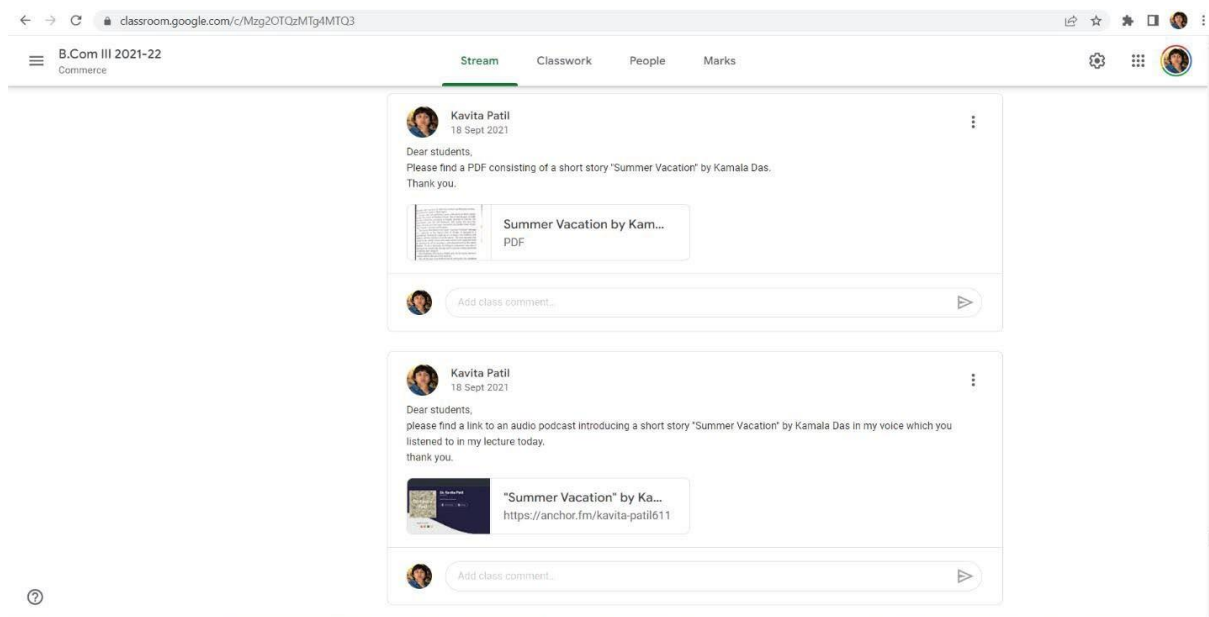 classroom.google.com/c/Mzg2OTQzMTg4MTQ3
B.Com III 2021-22
Commerce
Stream
Classwork
People
Marks
Kavita Patil
18 Sept 2021
Dear students,
Please find a PDF consisting of a short story "Summer Vacation" by Kamala Das.
Thank you.
Summer Vacation by Kam...
PDF
Add class comment...
Kavita Patil
18 Sept 2021
Dear students,
please find a link to an audio podcast introducing a short story "Summer Vacation" by Kamala Das in my voice which you
listened to in my lecture today.
thank you.
"Summer Vacation" by Ka...
https://anchor.fm/kavita-patil611
Add class comment...